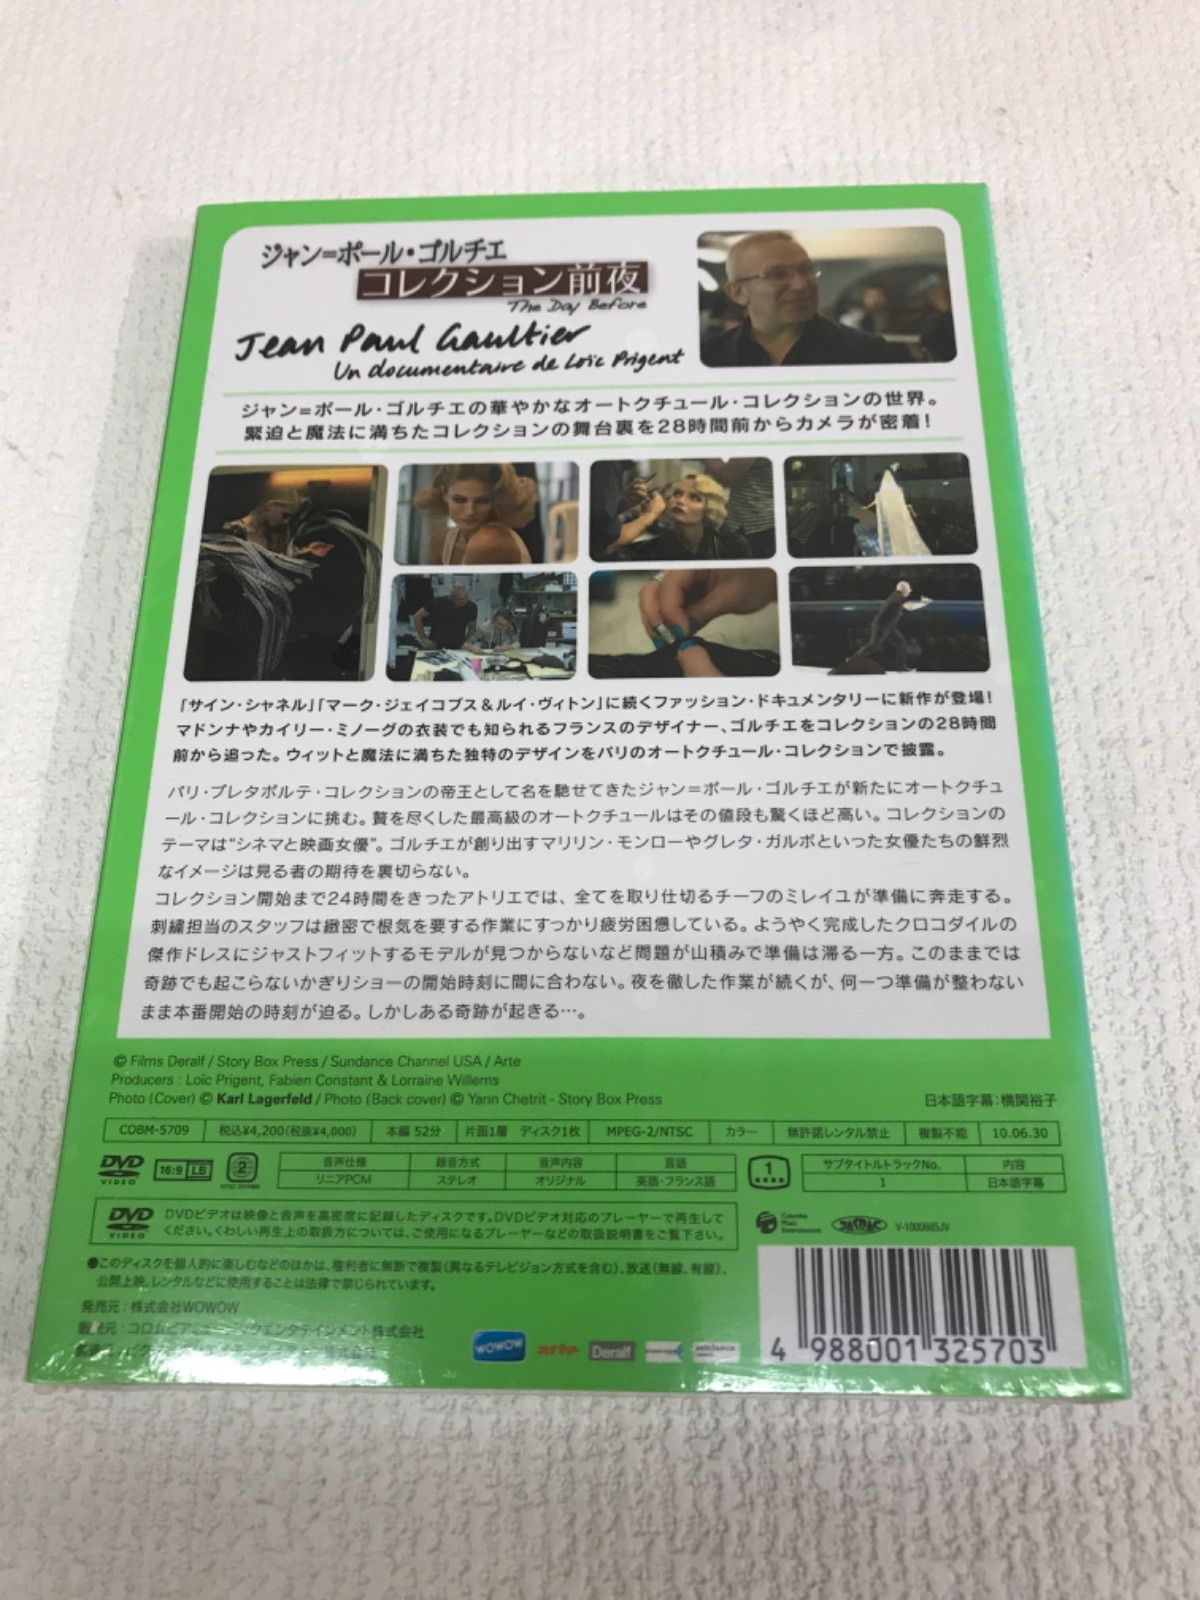 ジャン=ポール・ゴルチエ
コレクション前夜
The Day Before
Jean Paul Gaultier
Un documentaire de Loïc Prigent
ジャン=ポール・ゴルチエの華やかなオートクチュール・コレクションの世界。
緊迫と魔法に満ちたコレクションの舞台裏を28時間前からカメラが密着!
「サイン・シャネル」「マーク・ジェイコブス&ルイ・ヴィトン」に続くファッション・ドキュメンタリーに新作が登場!
マドンナやカイリー・ミノーグの衣装でも知られるフランスのデザイナー、ゴルチエをコレクションの28時間
前から追った。ウィットと魔法に満ちた独特のデザインをパリのオートクチュール・コレクションで披露。
パリ・プレタポルテ・コレクションの帝王として名を馳せてきたジャン=ポール・ゴルチエが新たにオートクチュ
ール・コレクションに挑む。贅を尽くした最高級のオートクチュールはその値段も驚くほど高い。コレクションの
テーマは“シネマと映画女優”。ゴルチエが創り出すマリリン・モンローやグレタ・ガルボといった女優たちの鮮烈
なイメージは見る者の期待を裏切らない。
コレクション開始まで24時間をきったアトリエでは、全てを取り仕切るチーフのミレイユが準備に奔走する。
刺繍担当のスタッフは緻密で根気を要する作業にすっかり疲労困憊している。ようやく完成したクロコダイルの
傑作ドレスにジャストフィットするモデルが見つからないなど問題が山積みで準備は滞る一方。このままでは
奇跡でも起こらないかぎりショーの開始時刻に間に合わない。夜を徹した作業が続くが、何一つ準備が整わない
まま本番開始の時刻が迫る。しかしある奇跡が起きる…。
© Films Deralf / Story Box Press / Sundance Channel USA / Arte
Producers : Loïc Prigent, Fabien Constant & Lorraine Willems
Photo (Cover) © Karl Lagerfeld / Photo (Back cover) © Yann Chetrit - Story Box Press
日本語字幕:横関裕子
COBM-5709 税込¥4,200(税抜¥4,000) 本編 52分 片面1層 ディスク1枚 MPEG-2/NTSC カラー 無許諾レンタル禁止 複製不能 10.06.30
DVD VIDEO 16:9 LB 2 音声仕様 録音方式 音声内容 言語 1 サブタイトルトラックNo. 内容
リニアPCM ステレオ オリジナル 英語・フランス語 1 日本語字幕
DVD VIDEO
DVDビデオは映像と音声を高密度に記録したディスクです。DVDビデオ対応のプレーヤーで再生して
ください。くわしい再生上の取扱方については、ご使用になるプレーヤーなどの取扱説明書をご覧下さい。
Columbia Music Entertainment
V-1000685JV
●このディスクを個人的に楽しむなどのほかは、権利者に無断で複製(異なるテレビジョン方式を含む)、放送(無線、有線)、
公開上映、レンタルなどに使用することは法律で禁じられています。
発売元:株式会社WOWOW
販売元:コロムビアミュージックエンタテインメント株式会社
WOWOW arte Deralf sundance
4 988001 325703